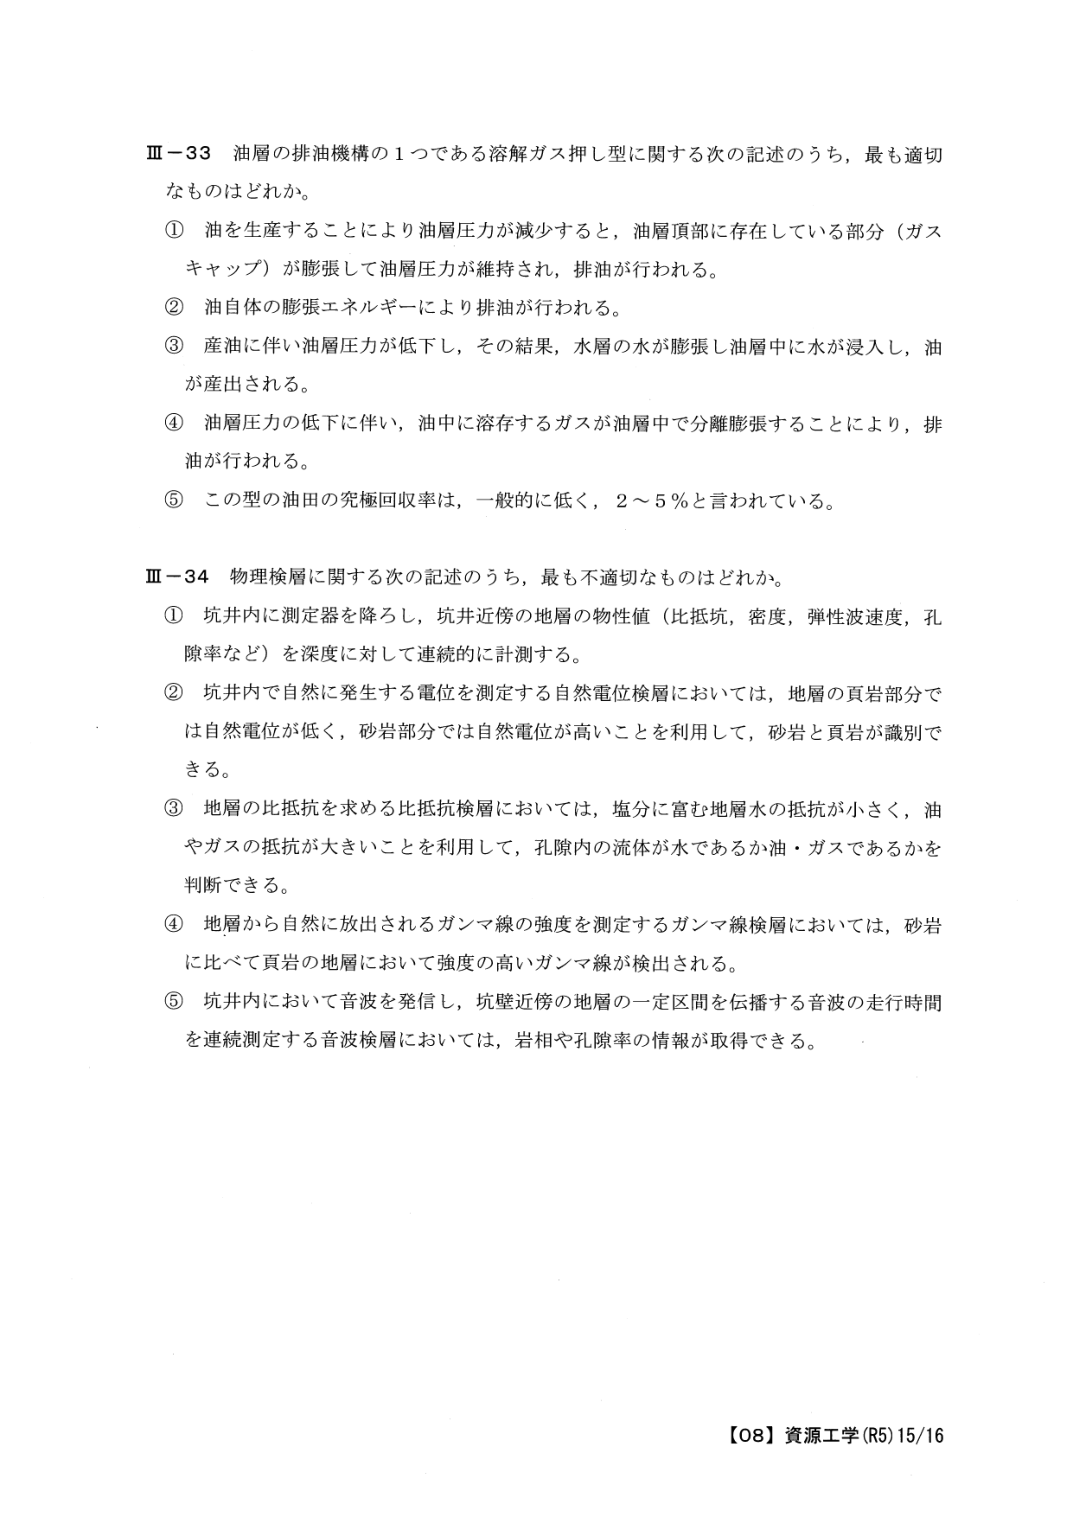 Ⅲ－33　油層の排油機構の１つである溶解ガス押し型に関する次の記述のうち，最も適切
なものはどれか。
①　油を生産することにより油層圧力が減少すると，油層頂部に存在している部分（ガス
キャップ）が膨張して油層圧力が維持され，排油が行われる。
②　油自体の膨張エネルギーにより排油が行われる。
③　産油に伴い油層圧力が低下し，その結果，水層の水が膨張し油層中に水が浸入し，油
が産出される。
④　油層圧力の低下に伴い，油中に溶存するガスが油層中で分離膨張することにより，排
油が行われる。
⑤　この型の油田の究極回収率は，一般的に低く，２～５％と言われている。
Ⅲ－34　物理検層に関する次の記述のうち，最も不適切なものはどれか。
①　坑井内に測定器を降ろし，坑井近傍の地層の物性値（比抵抗，密度，弾性波速度，孔
隙率など）を深度に対して連続的に計測する。
②　坑井内で自然に発生する電位を測定する自然電位検層においては，地層の頁岩部分で
は自然電位が低く，砂岩部分では自然電位が高いことを利用して，砂岩と頁岩が識別で
きる。
③　地層の比抵抗を求める比抵抗検層においては，塩分に富む地層水の抵抗が小さく，油
やガスの抵抗が大きいことを利用して，孔隙内の流体が水であるか油・ガスであるかを
判断できる。
④　地層から自然に放出されるガンマ線の強度を測定するガンマ線検層においては，砂岩
に比べて頁岩の地層において強度の高いガンマ線が検出される。
⑤　坑井内において音波を発信し，坑壁近傍の地層の一定区間を伝播する音波の走行時間
を連続測定する音波検層においては，岩相や孔隙率の情報が取得できる。
【08】資源工学(R5)15/16